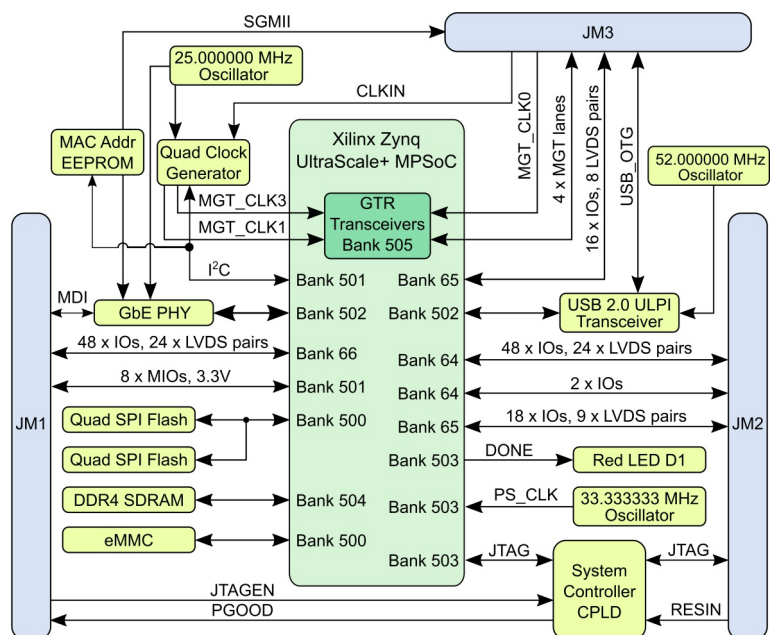 SGMII
JM3
25.000000 MHz
Oscillator
CLKIN
MGT_CLK0
4 x MGT lanes
16 x IOs, 8 LVDS pairs
USB_OTG
MAC Addr
EEPROM
Quad Clock
Generator
Xilinx Zynq
UltraScale+ MPSoC
52.000000 MHz
Oscillator
MGT_CLK3
MGT_CLK1
GTR
Transceivers
Bank 505
I²C
Bank 501
Bank 65
MDI
GbE PHY
Bank 502
Bank 502
USB 2.0 ULPI
Transceiver
48 x IOs, 24 x LVDS pairs
Bank 66
Bank 64
48 x IOs, 24 x LVDS pairs
8 x MIOs, 3.3V
Bank 501
Bank 64
2 x IOs
JM1
Quad SPI Flash
Bank 500
Bank 65
18 x IOs, 9 x LVDS pairs
JM2
Quad SPI Flash
Bank 503
DONE
Red LED D1
DDR4 SDRAM
Bank 504
Bank 503
PS_CLK
33.333333 MHz
Oscillator
eMMC
Bank 500
Bank 503
JTAG
System
Controller
CPLD
JTAG
JTAGEN
PGOOD
RESIN